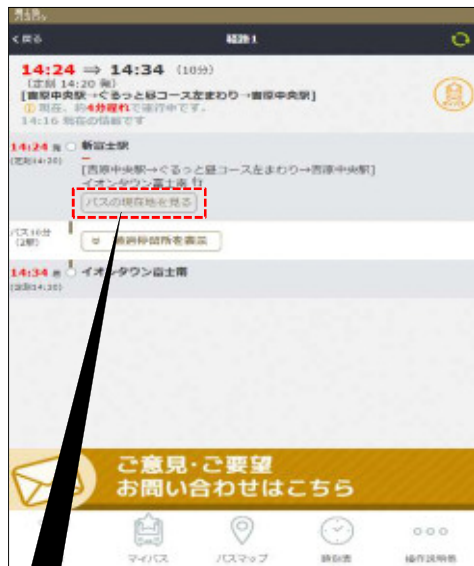 く戻る 経路1
14:24 ⇒ 14:34 (10分)
(定刻 14:20 発)
[吉原中央駅→ぐるっと昼コース左まわり→吉原中央駅]
現在、約4分遅れで運行中です。
14:16 現在の情報です
14:24 発 新富士駅
(定刻14:20)
[吉原中央駅→ぐるっと昼コース左まわり→吉原中央駅]
イオンタウン富士南 行
バスの現在地を見る
バス10分
(2駅)
通過停留所を表示
14:34 着 イオンタウン富士南
(定刻14:30)
ご意見・ご要望
お問い合わせはこちら
マイバス バスマップ 時刻表 操作説明他